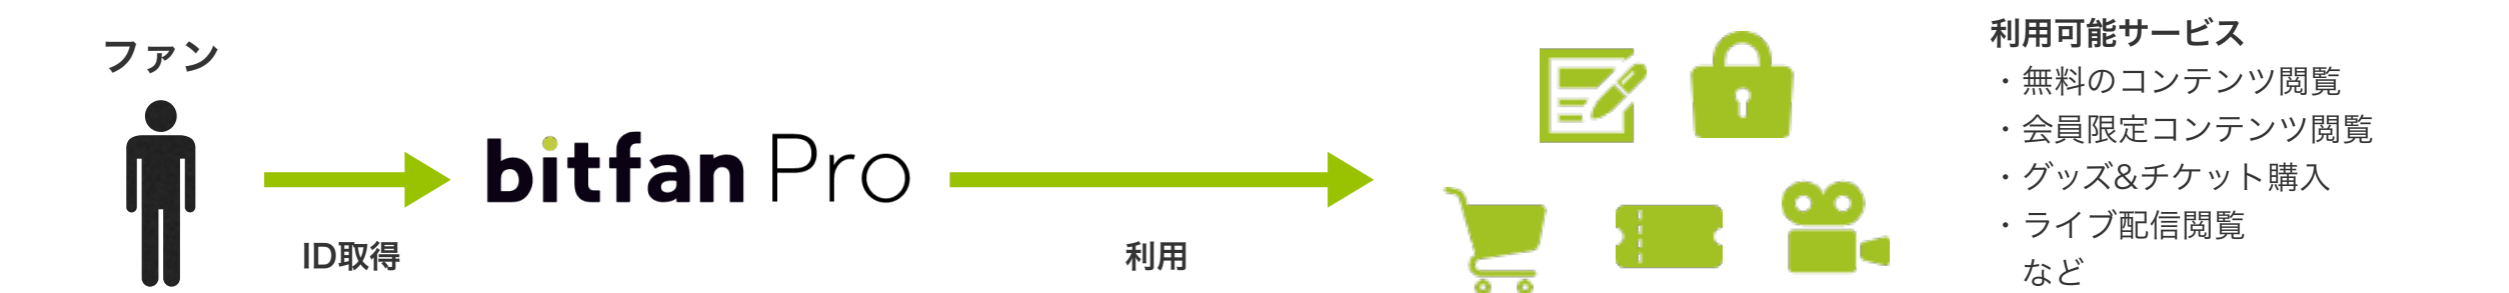 ファン
bitfan Pro
ID取得
利用
利用可能サービス
・無料のコンテンツ閲覧
・会員限定コンテンツ閲覧
・グッズ&チケット購入
・ライブ配信閲覧
など